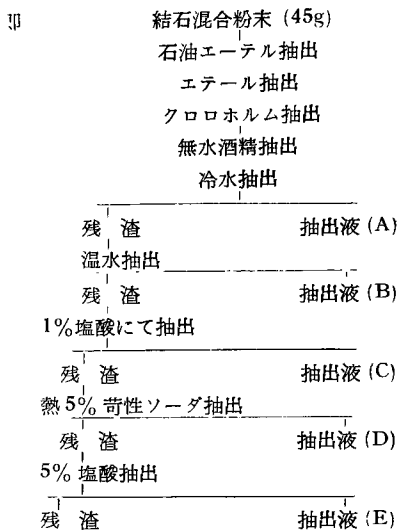 結石混合粉末 (45g)
石油エーテル抽出
エテール抽出
クロロホルム抽出
無水酒精抽出
冷水抽出
残 渣 抽出液 (A)
温水抽出
残 渣 抽出液 (B)
1%塩酸にて抽出
残 渣 抽出液 (C)
熱5% 苛性ソーダ抽出
残 渣 抽出液 (D)
5% 塩酸抽出
残 渣 抽出液 (E)